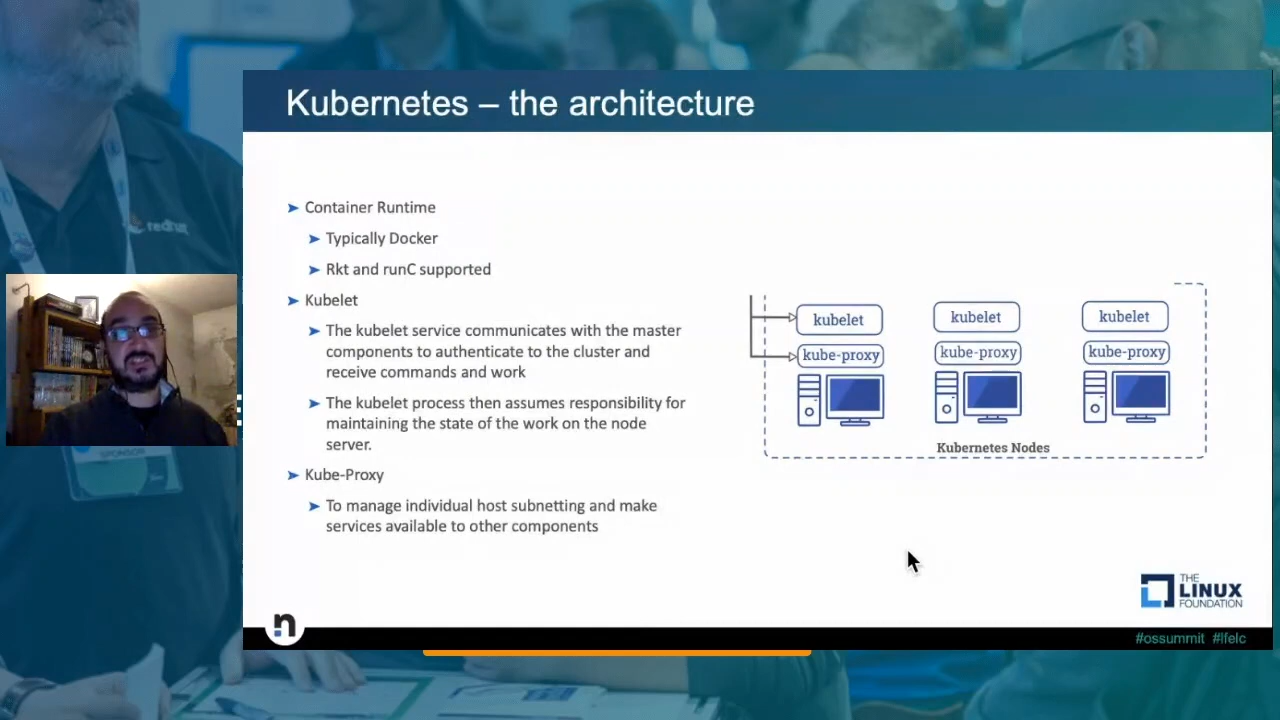 Kubernetes – the architecture
Container Runtime
Typically Docker
Rkt and runC supported
Kubelet
The kubelet service communicates with the master
components to authenticate to the cluster and
receive commands and work
The kubelet process then assumes responsibility for
maintaining the state of the work on the node
server.
Kube-Proxy
To manage individual host subnetting and make
services available to other components
kubelet
kubelet
kubelet
kube-proxy
kube-proxy
kube-proxy
Kubernetes Nodes
THE
LINUX
FOUNDATION
n
#ossummit #lfelc
redhat
SPONSOR